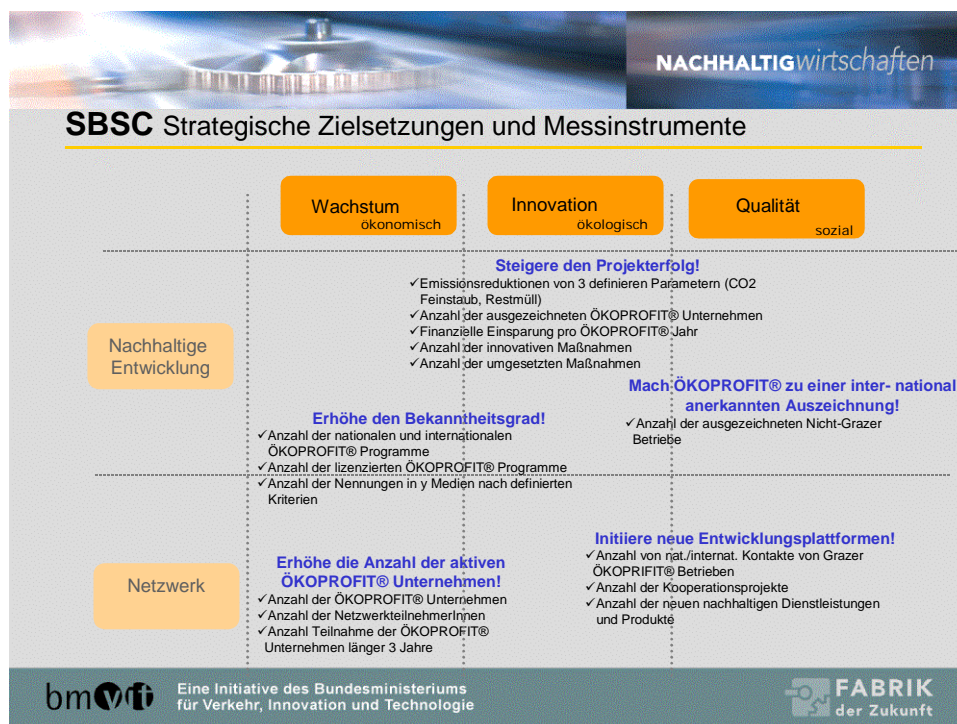 NACHHALTIGwirtschaften
SBSC Strategische Zielsetzungen und Messinstrumente
Wachstum
ökonomisch
Innovation
ökologisch
Qualität
sozial
Nachhaltige
Entwicklung
Steigere den Projekterfolg!
✓Emissionsreduktionen von 3 definieren Parametern (CO2
Feinstaub, Restmüll)
✓Anzahl der ausgezeichneten ÖKOPROFIT® Unternehmen
✓Finanzielle Einsparung pro ÖKOPROFIT® Jahr
✓Anzahl der innovativen Maßnahmen
✓Anzahl der umgesetzten Maßnahmen
Mach ÖKOPROFIT® zu einer inter- national
anerkannten Auszeichnung!
✓Anzahl der ausgezeichneten Nicht-Grazer
Betriebe
Erhöhe den Bekanntheitsgrad!
✓Anzahl der nationalen und internationalen
ÖKOPROFIT® Programme
✓Anzahl der lizenzierten ÖKOPROFIT® Programme
✓Anzahl der Nennungen in y Medien nach definierten
Kriterien
Netzwerk
Erhöhe die Anzahl der aktiven
ÖKOPROFIT® Unternehmen!
✓Anzahl der ÖKOPROFIT® Unternehmen
✓Anzahl der NetzwerkteilnehmerInnen
✓Anzahl Teilnahme der ÖKOPROFIT®
Unternehmen länger 3 Jahre
Initiiere neue Entwicklungsplattformen!
✓Anzahl von nat./internat. Kontakte von Grazer
ÖKOPRIFIT® Betrieben
✓Anzahl der Kooperationsprojekte
✓Anzahl der neuen nachhaltigen Dienstleistungen
und Produkte
bmvit
Eine Initiative des Bundesministeriums
für Verkehr, Innovation und Technologie
FABRIK
der Zukunft